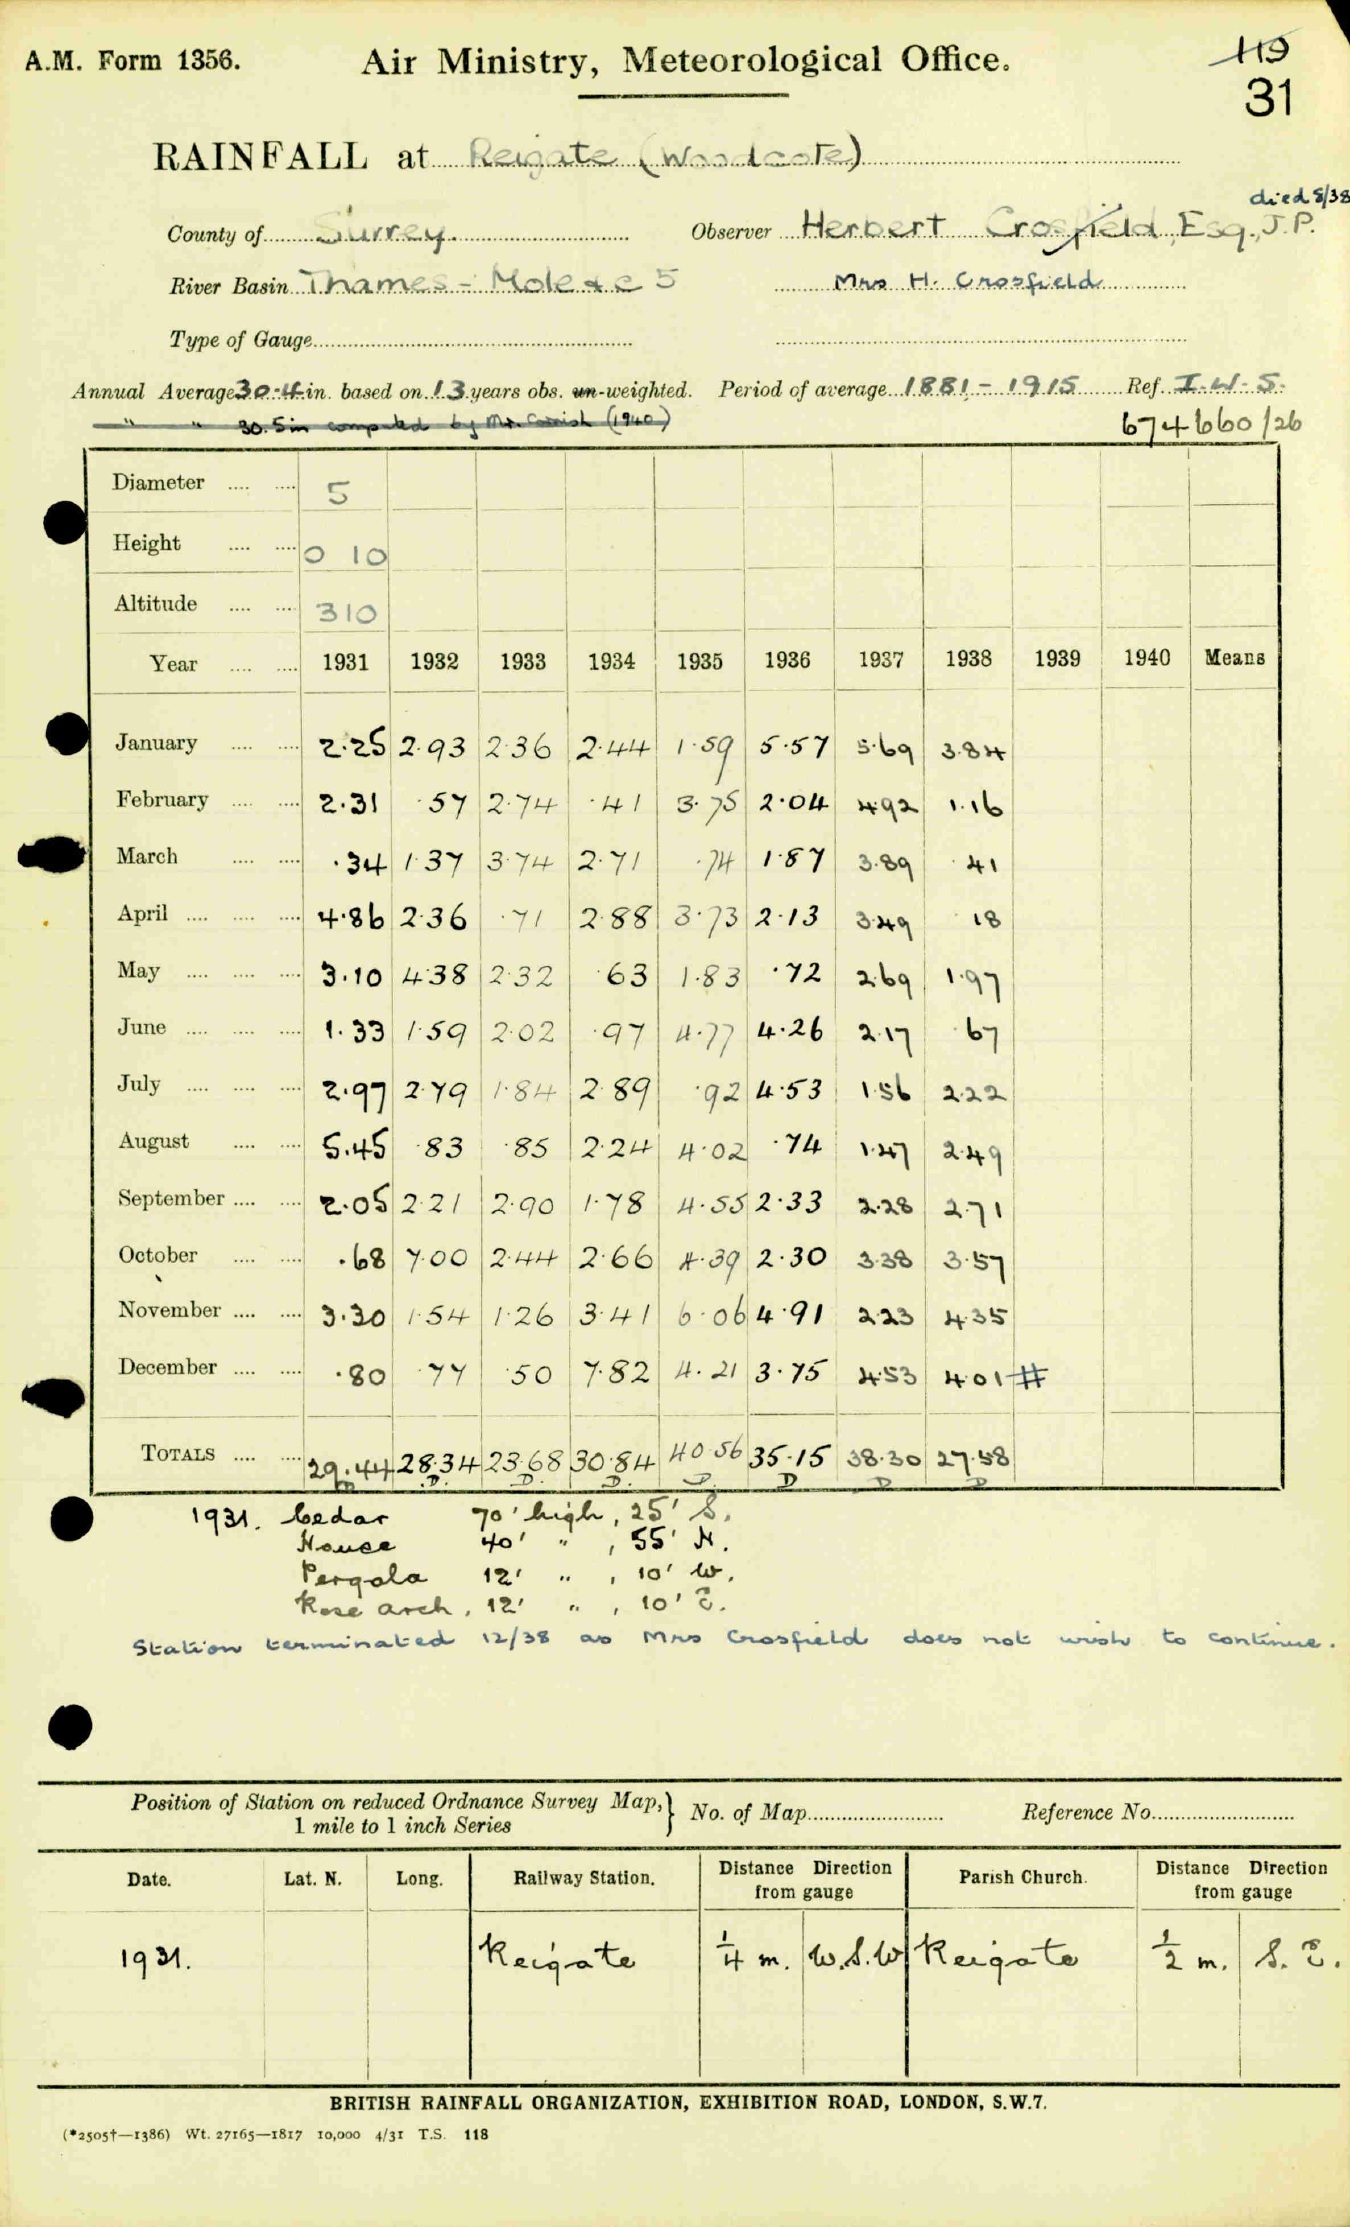 A.M. Form 1356. Air Ministry, Meteorological Office. 119
31
RAINFALL at Reigate (Woodcote)
died 8/38
County of Surrey. Observer Herbert Crosfield, Esq., J.P.
River Basin Thames - Mole &c 5 Mrs H. Crosfield
Type of Gauge
Annual Average 30.4 in. based on 13 years obs. un-weighted. Period of average 1881 - 1915 Ref. I.W.S.
" " 30.5in computed by Mr. (1940) 674660/26
Diameter 5
Height 0 10
Altitude 310
Year 1931 1932 1933 1934 1935 1936 1937 1938 1939 1940 Means
January 2.25 2.93 2.36 2.44 1.59 5.57 5.69 3.84
February 2.31 .57 2.74 .41 3.75 2.04 4.92 1.16
March .34 1.37 3.74 2.71 .74 1.87 3.89 .41
April 4.86 2.36 .71 2.88 3.73 2.13 3.49 .18
May 3.10 4.38 2.32 .63 1.83 .72 2.69 1.97
June 1.33 1.59 2.02 .97 4.77 4.26 2.17 .67
July 2.97 2.79 1.84 2.89 .92 4.53 1.56 2.22
August 5.45 .83 .85 2.24 4.02 .74 1.47 2.49
September 2.05 2.21 2.90 1.78 4.55 2.33 2.28 2.71
October .68 7.00 2.44 2.66 4.39 2.30 3.38 3.57
November 3.30 1.54 1.26 3.41 6.06 4.91 2.23 4.35
December .80 .77 .50 7.82 4.21 3.75 4.53 4.01 #
TOTALS 29.44 28.34 23.68 30.84 40.56 35.15 38.30 27.58
D. D. D. D. D D D
1931. Cedar 70' high, 25' S.
House 40' " , 55' N.
Pergola 12' " , 10' W.
Rose arch, 12' " , 10' E.
Station terminated 12/38 as Mrs Crosfield does not wish to continue.
Position of Station on reduced Ordnance Survey Map, } No. of Map Reference No.
1 mile to 1 inch Series
Date. Lat. N. Long. Railway Station. Distance Direction from gauge Parish Church. Distance Direction from gauge
1931. Reigate 1/4 m. W.S.W Reigate 1/2 m. S.E.
BRITISH RAINFALL ORGANIZATION, EXHIBITION ROAD, LONDON, S.W.7.
(*2505†—1386) Wt. 27165—1817 10,000 4/31 T.S. 118